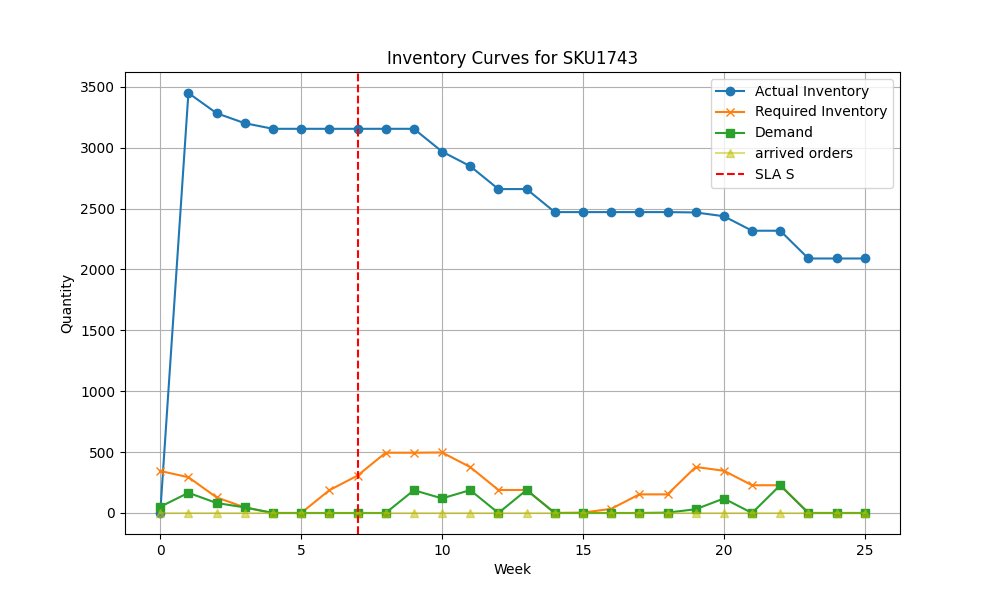 Inventory Curves for SKU1743
3500
3000
2500
2000
1500
1000
500
0
Quantity
0 5 10 15 20 25
Week
Actual Inventory
Required Inventory
Demand
arrived orders
SLA S